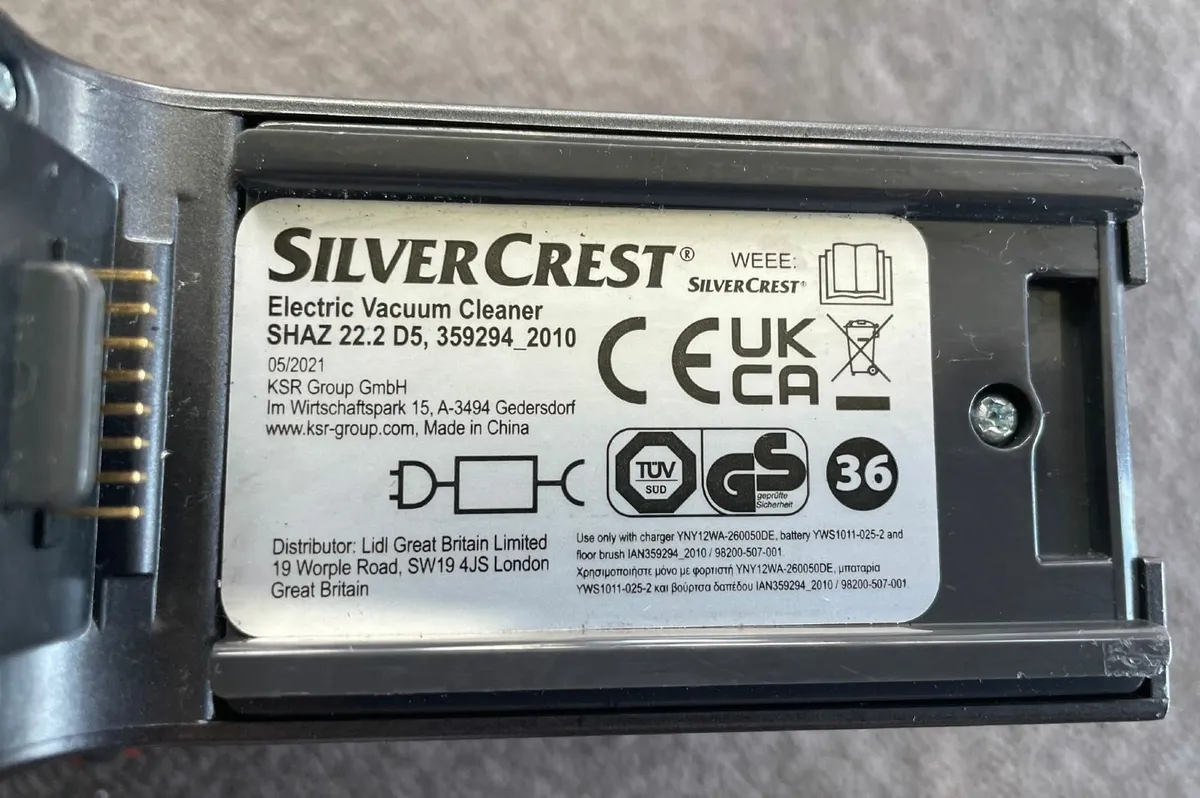 SILVERCREST®
Electric Vacuum Cleaner
SHAZ 22.2 D5, 359294_2010
05/2021
KSR Group GmbH
Im Wirtschaftspark 15, A-3494 Gedersdorf
www.ksr-group.com, Made in China
WEEE:
SILVERCREST®
CE
UK
CA
TÜV
SÜD
GS
geprüfte
Sicherheit
36
Distributor: Lidl Great Britain Limited
19 Worple Road, SW19 4JS London
Great Britain
Use only with charger YNY12WA-260050DE, battery YWS1011-025-2 and
floor brush IAN359294_2010 / 98200-507-001
Χρησιμοποιήστε μόνο με φορτιστή YNY12WA-260050DE, μπαταρία
YWS1011-025-2 και βούρτσα δαπέδου IAN359294_2010 / 98200-507-001